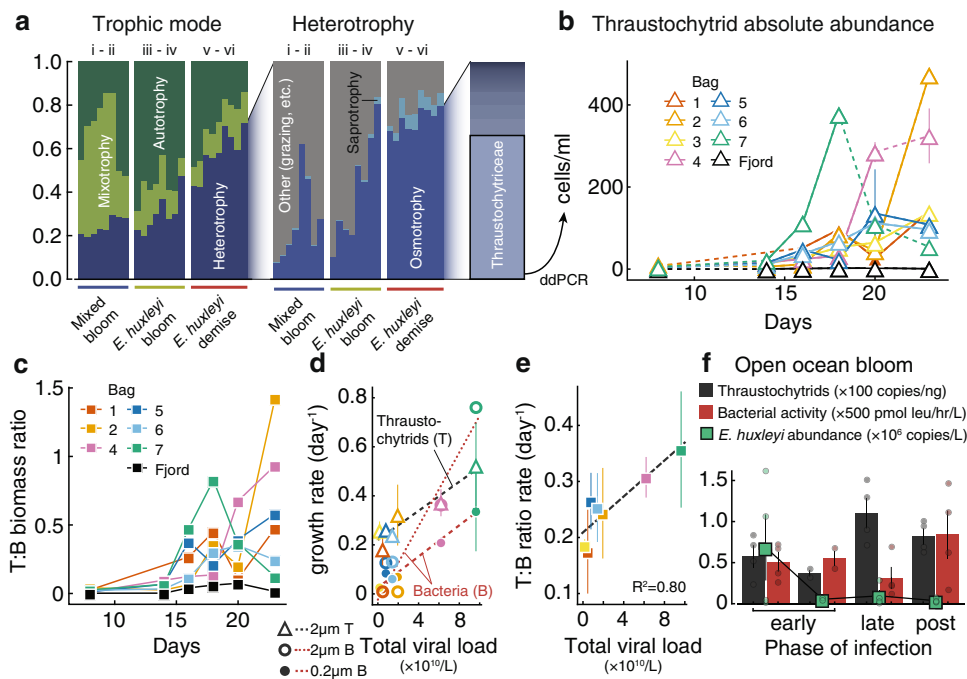 a
Trophic mode
Heterotrophy
i - ii
iii - iv
v - vi
i - ii
iii - iv
v - vi
1.0
0.8
0.6
0.4
0.2
0.0
Mixotrophy
Autotrophy
Heterotrophy
Other (grazing, etc.)
Saprotrophy
Osmotrophy
Thraustochytriceae
ddPCR
Mixed
bloom
E. huxleyi
bloom
E. huxleyi
demise
Mixed
bloom
E. huxleyi
bloom
E. huxleyi
demise
b
Thraustochytrid absolute abundance
cells/ml
400
200
0
Bag
1
2
3
4
5
6
7
Fjord
10
15
20
Days
c
T:B biomass ratio
1.5
1
0.5
0
Bag
1
2
4
5
6
7
Fjord
10
15
20
Days
d
growth rate (day-1)
0.8
0.6
0.4
0.2
0
Thrausto-
chytrids (T)
Bacteria (B)
0
4
8
Total viral load
(×10¹⁰/L)
2μm T
2μm B
0.2μm B
e
T:B ratio rate (day-1)
0.4
0.3
0.2
0.1
R²=0.80
0
4
8
Total viral load
(×10¹⁰/L)
f
Open ocean bloom
Thraustochytrids (×100 copies/ng)
Bacterial activity (×500 pmol leu/hr/L)
E. huxleyi abundance (×10⁶ copies/L)
1.5
1.0
0.5
0
early
late
post
Phase of infection